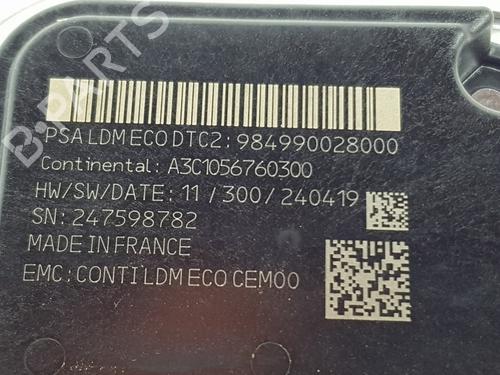 PSA LDM ECO DTC2: 984990028000
Continental: A3C1056760300
HW/SW/DATE: 11/300/240419
SN: 247598782
MADE IN FRANCE
EMC: CONTI LDM ECO CEM00
B-PARTS